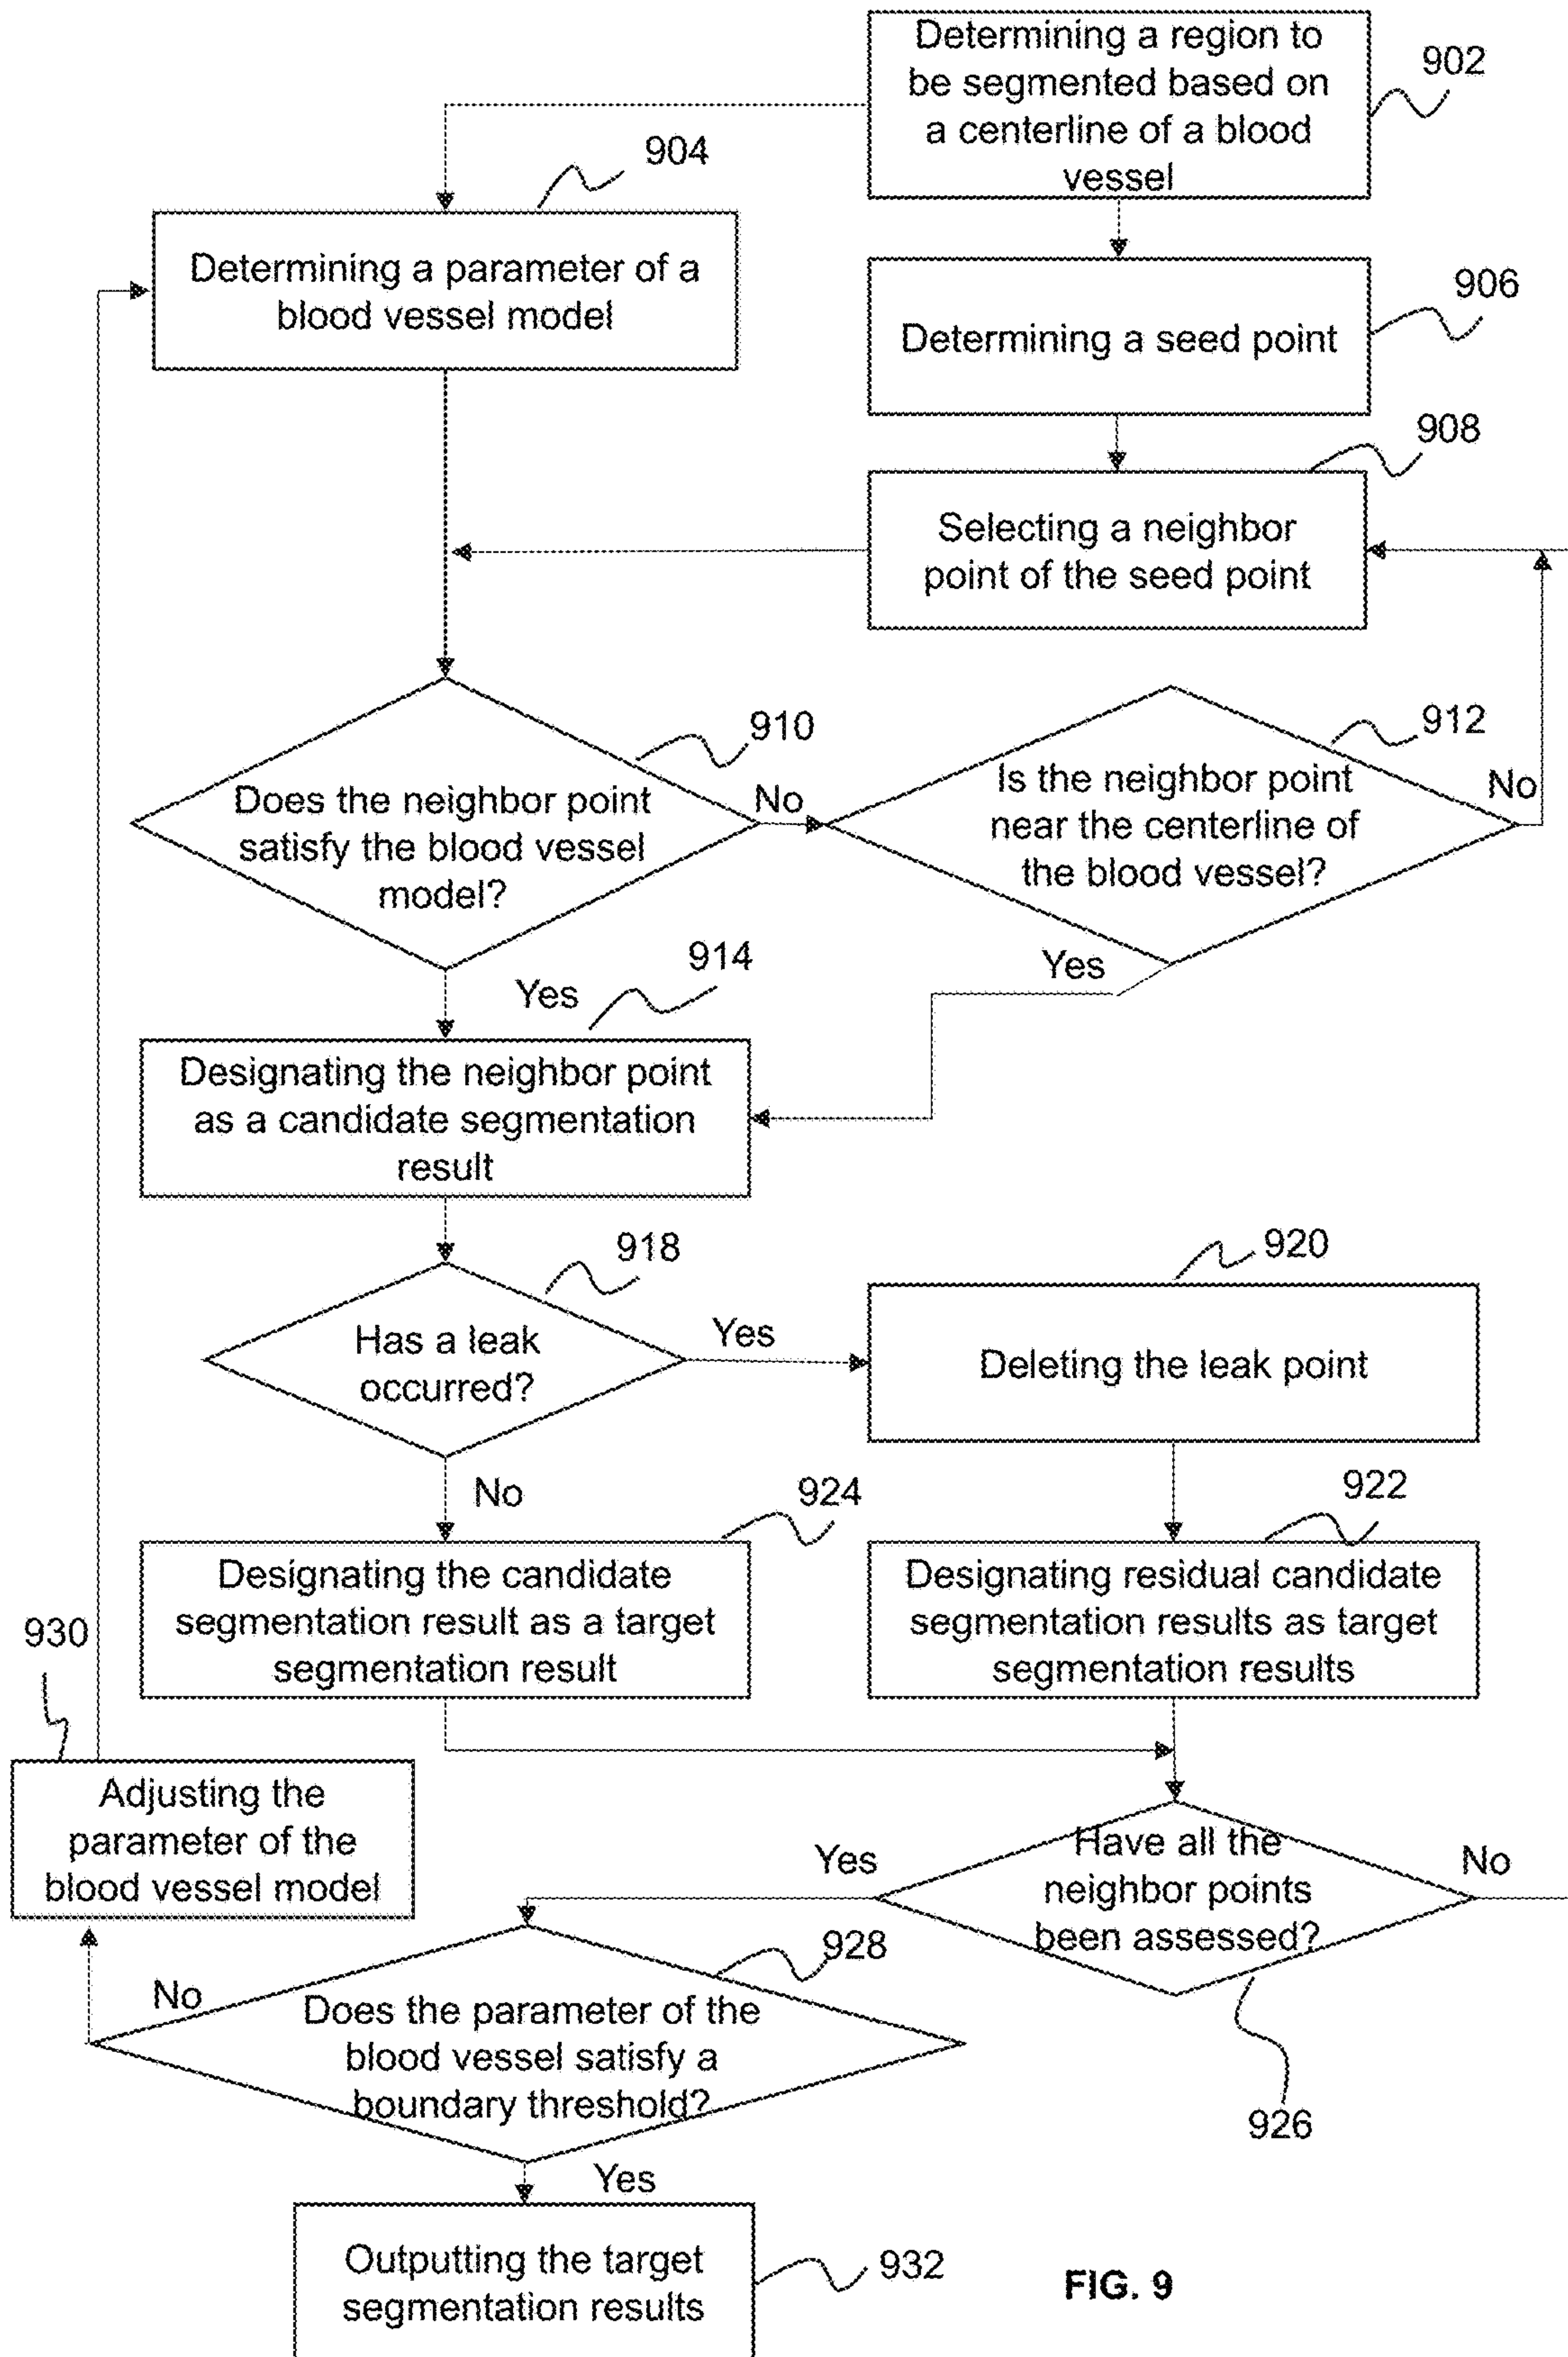 Determining a region to
be segmented based on
a centerline of a blood
vessel
902
904
Determining a parameter of a
blood vessel model
906
Determining a seed point
908
Selecting a neighbor
point of the seed point
910
Does the neighbor point
satisfy the blood vessel
model?
No
912
Is the neighbor point
near the centerline of
the blood vessel?
No
Yes
Yes
914
Designating the neighbor point
as a candidate segmentation
result
918
Has a leak
occurred?
Yes
920
Deleting the leak point
No
924
Designating the candidate
segmentation result as a target
segmentation result
922
Designating residual candidate
segmentation results as target
segmentation results
930
Adjusting the
parameter of the
blood vessel model
Yes
Have all the
neighbor points
been assessed?
No
926
928
No
Does the parameter of the
blood vessel satisfy a
boundary threshold?
Yes
Outputting the target
segmentation results
932
FIG. 9